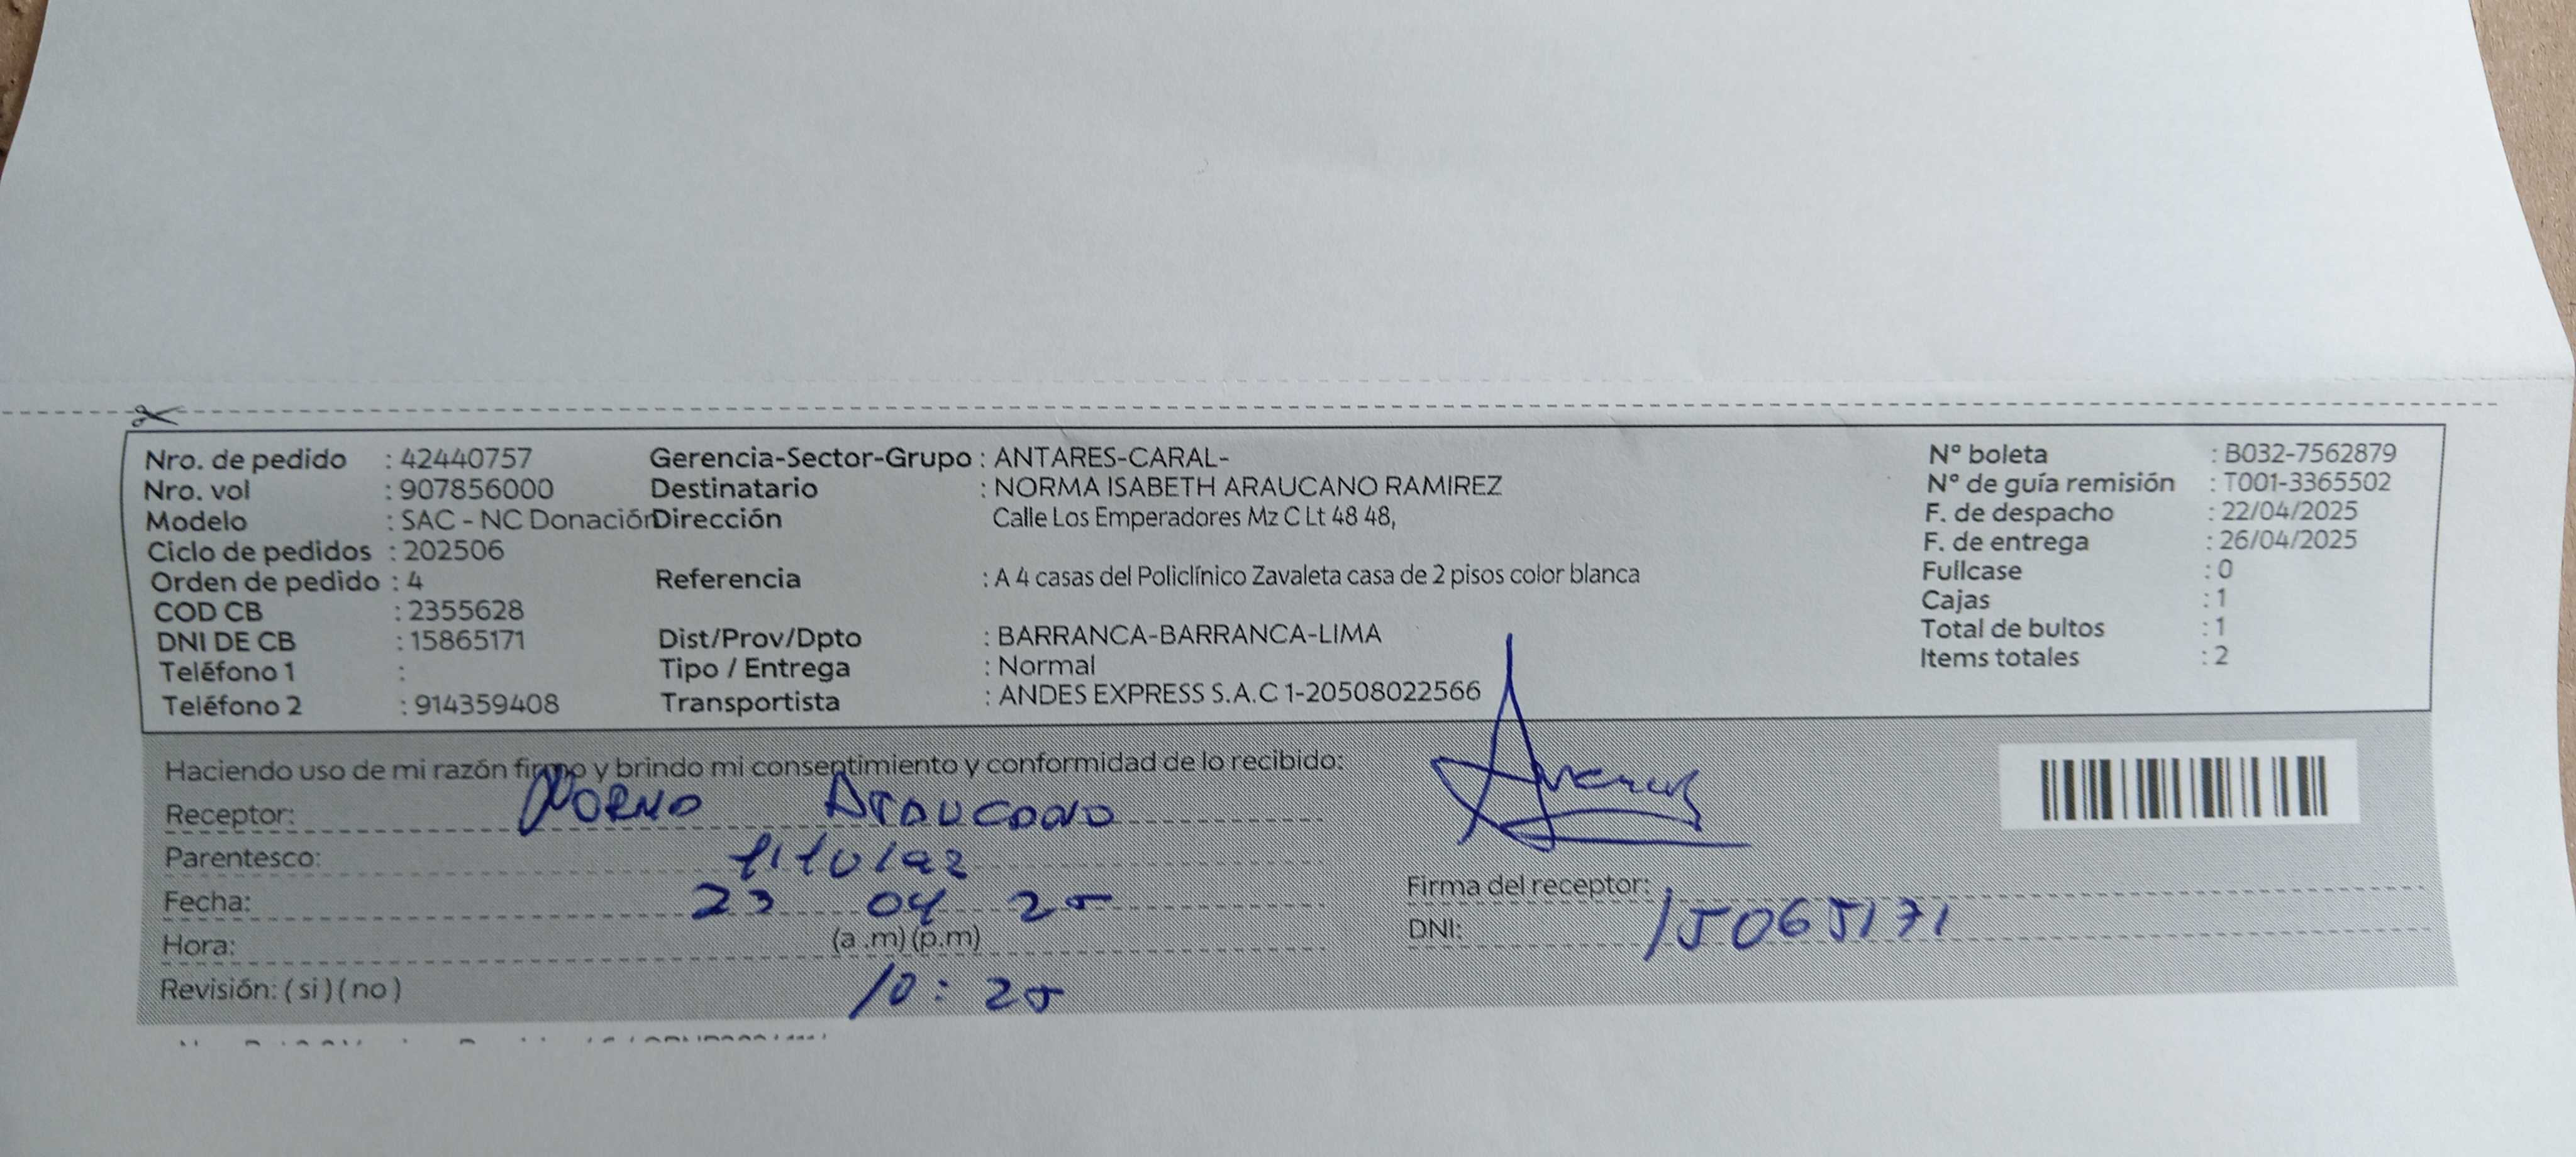 Nro. de pedido : 42440757 Gerencia-Sector-Grupo : ANTARES-CARAL- N° boleta : B032-7562879
Nro. vol : 907856000 Destinatario : NORMA ISABETH ARAUCANO RAMIREZ N° de guía remisión : T001-3365502
Modelo : SAC - NC Donación Dirección Calle Los Emperadores Mz C Lt 48 48, F. de despacho : 22/04/2025
Ciclo de pedidos : 202506 F. de entrega : 26/04/2025
Orden de pedido : 4 Referencia : A 4 casas del Policlínico Zavaleta casa de 2 pisos color blanca Fullcase : 0
COD CB : 2355628 Cajas : 1
DNI DE CB : 15865171 Dist/Prov/Dpto : BARRANCA-BARRANCA-LIMA Total de bultos : 1
Teléfono 1 : Tipo / Entrega : Normal Items totales : 2
Teléfono 2 : 914359408 Transportista : ANDES EXPRESS S.A.C 1-20508022566
Haciendo uso de mi razón firmo y brindo mi consentimiento y conformidad de lo recibido:
Receptor: Norma Araucano
Parentesco: titular
Fecha: 23 04 25
Firma del receptor:
Hora: (a .m) (p.m)
DNI: 15065171
Revisión: ( si ) ( no ) 10 : 25